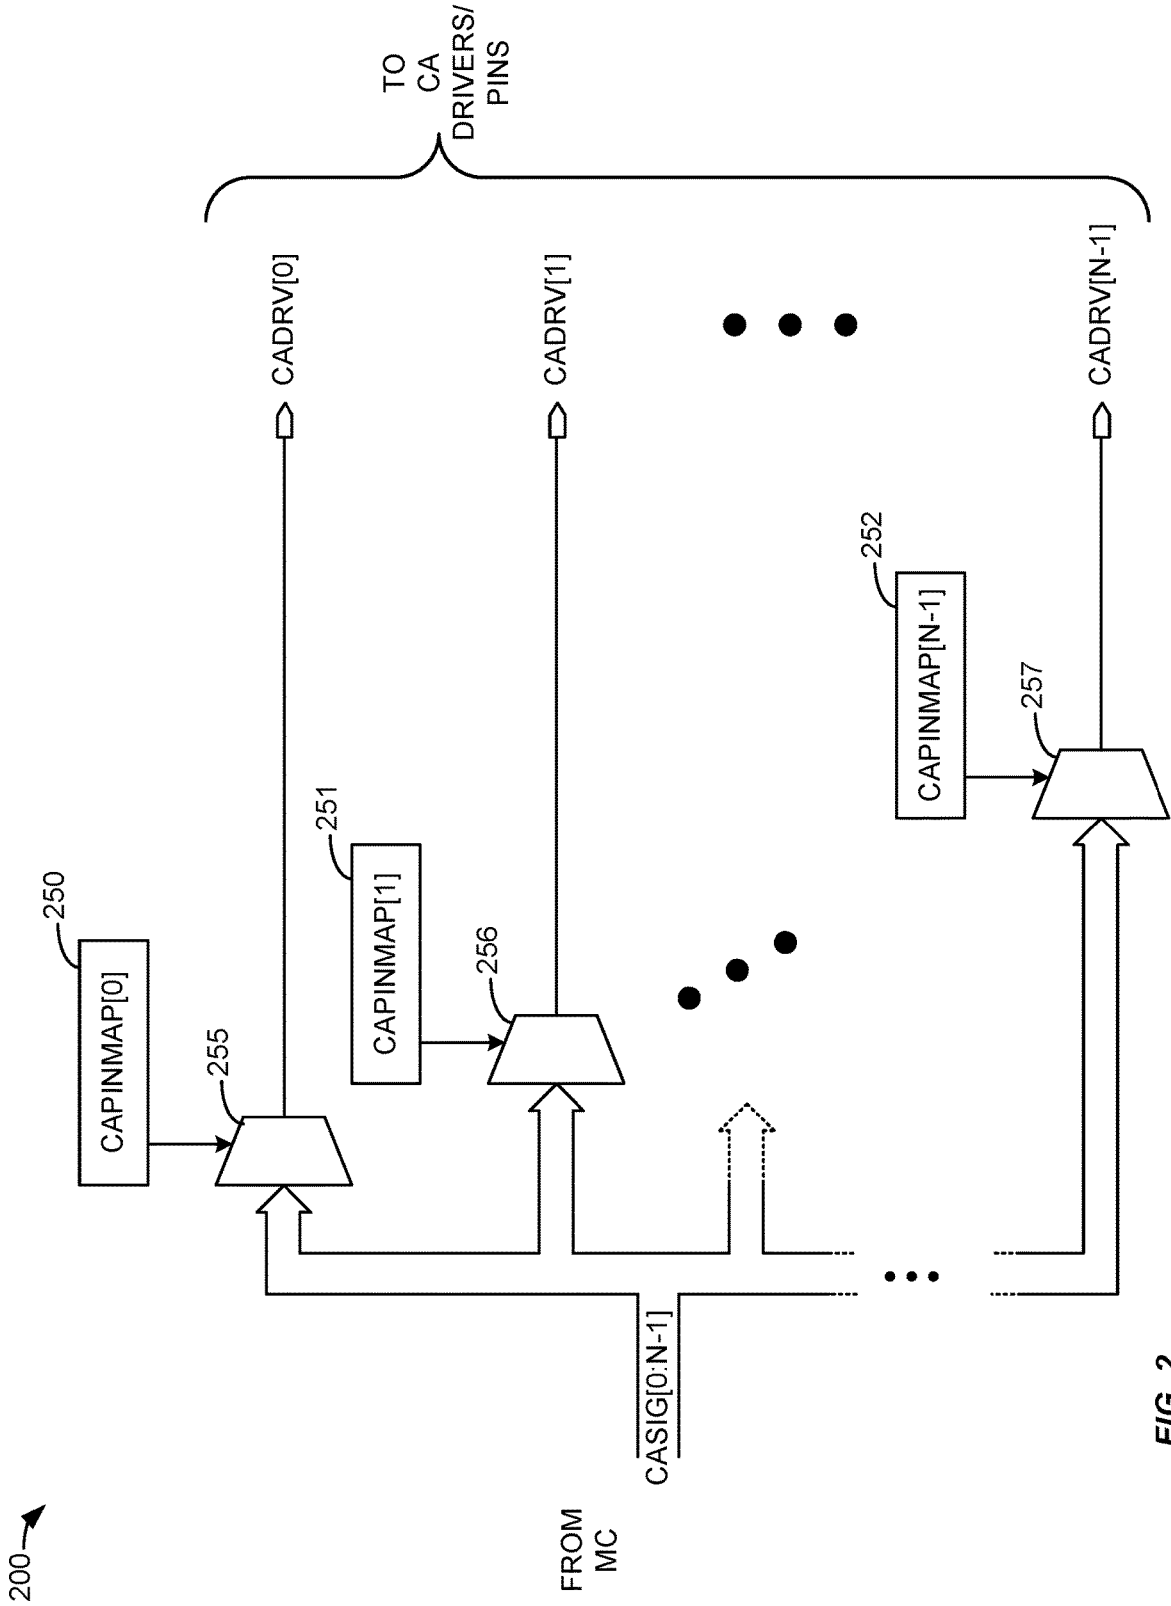 200
FROM
MC
CASIG[0:N-1]
CAPINMAP[0]
250
255
CADRV[0]
CAPINMAP[1]
251
256
CADRV[1]
CAPINMAP[N-1]
252
257
CADRV[N-1]
TO
CA
DRIVERS/
PINS
FIG. 2